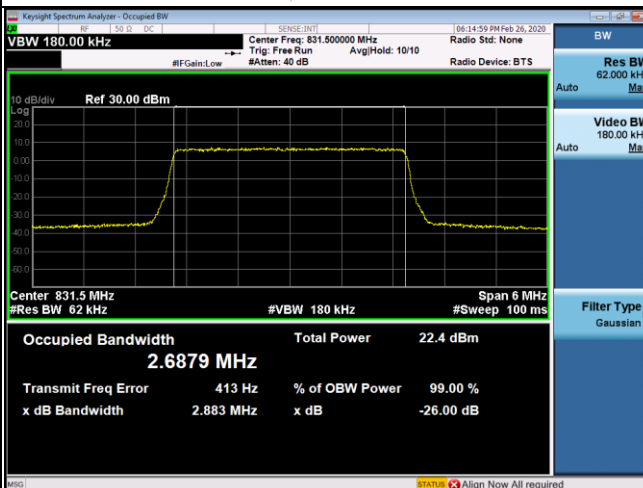 Keysight Spectrum Analyzer - Occupied BW
RF 50 Ω DC SENSE:INT 06:14:59 PM Feb 26, 2020
VBW 180.00 kHz Center Freq: 831.500000 MHz Radio Std: None
Trig: Free Run Avg|Hold: 10/10
#IFGain:Low #Atten: 40 dB Radio Device: BTS
BW
Res BW
62.000 kH
Auto Ma
Video BW
180.00 kH
Auto Ma
Filter Type
Gaussian
10 dB/div Ref 30.00 dBm
Log
20.0
10.0
0.00
-10.0
-20.0
-30.0
-40.0
-50.0
-60.0
Center 831.5 MHz Span 6 MHz
#Res BW 62 kHz #VBW 180 kHz #Sweep 100 ms
Occupied Bandwidth Total Power 22.4 dBm
2.6879 MHz
Transmit Freq Error 413 Hz % of OBW Power 99.00 %
x dB Bandwidth 2.883 MHz x dB -26.00 dB
MSG STATUS Align Now All required